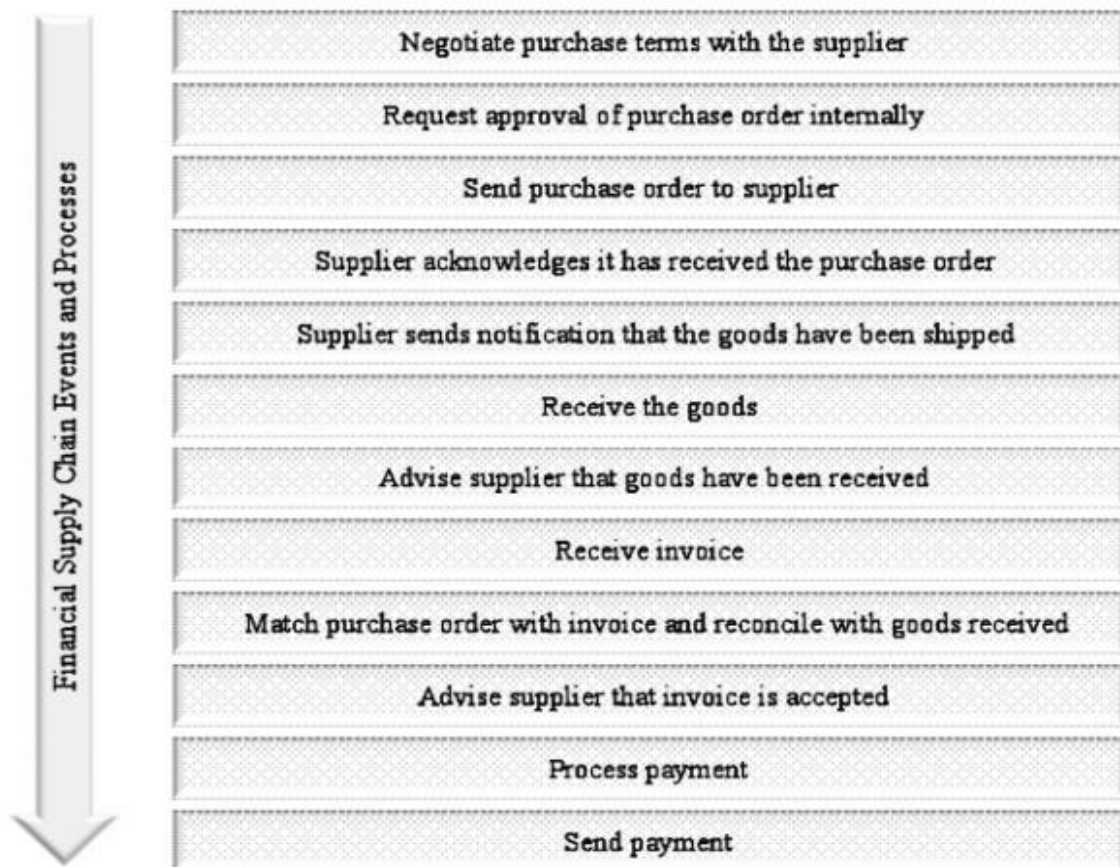 Financial Supply Chain Events and Processes
Negotiate purchase terms with the supplier
Request approval of purchase order internally
Send purchase order to supplier
Supplier acknowledges it has received the purchase order
Supplier sends notification that the goods have been shipped
Receive the goods
Advise supplier that goods have been received
Receive invoice
Match purchase order with invoice and reconcile with goods received
Advise supplier that invoice is accepted
Process payment
Send payment